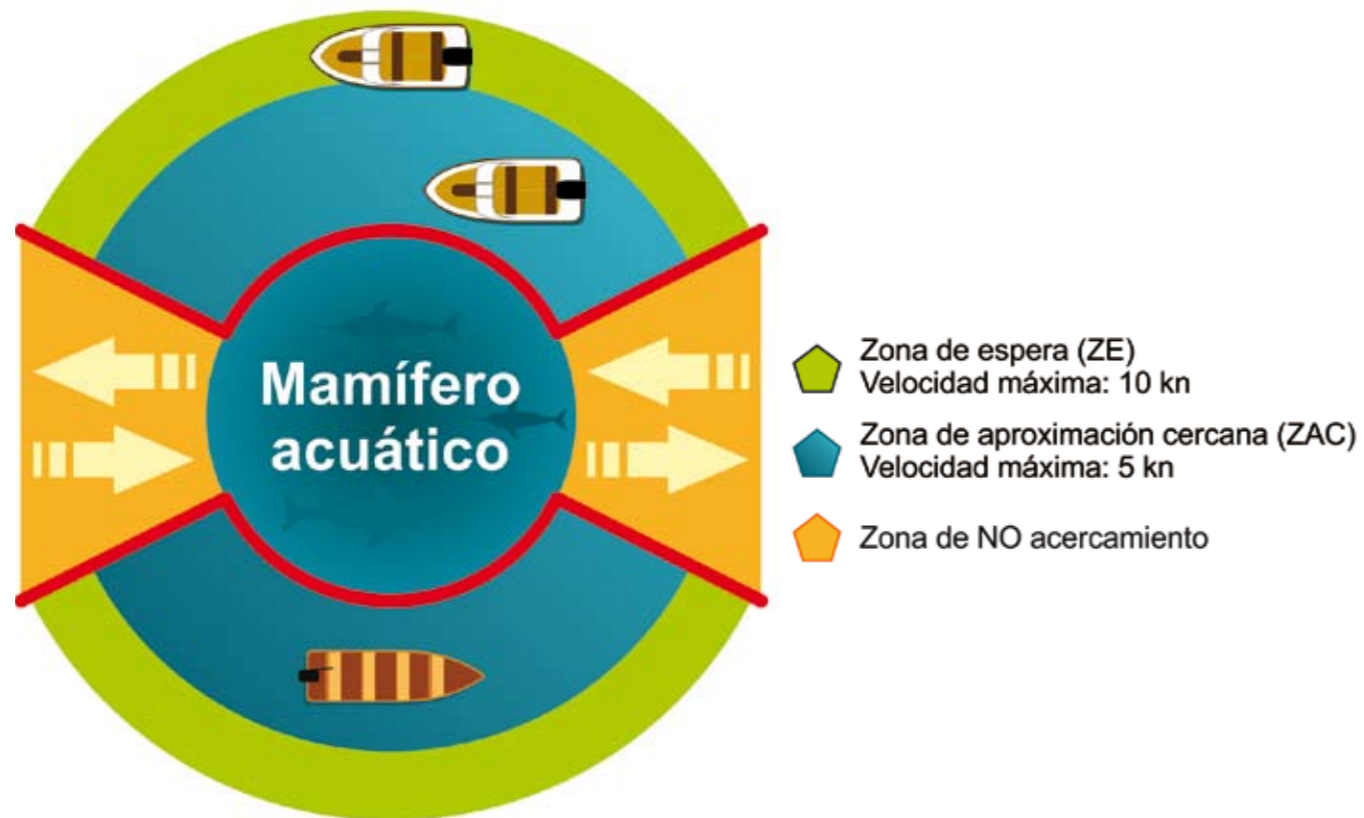 Mamífero
acuático
Zona de espera (ZE)
Velocidad máxima: 10 kn
Zona de aproximación cercana (ZAC)
Velocidad máxima: 5 kn
Zona de NO acercamiento